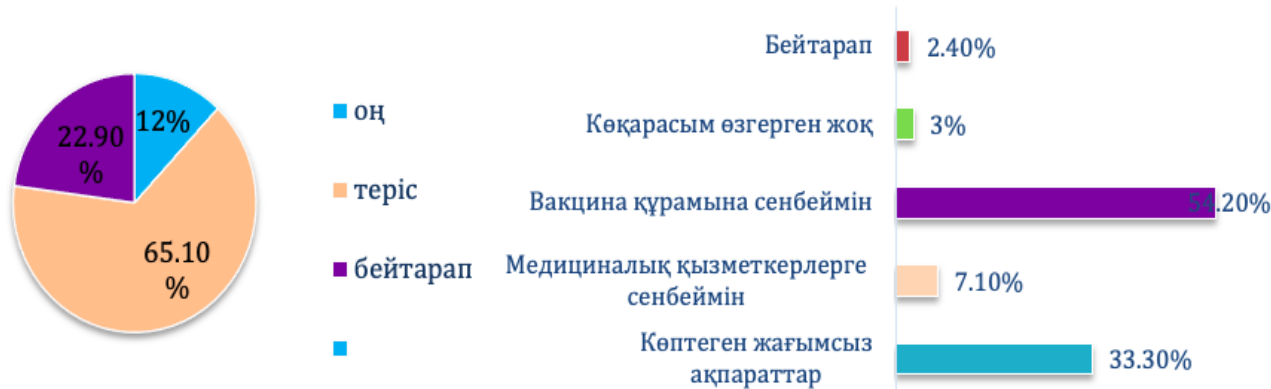 12%
22.90
%
65.10
%
оң
теріс
бейтарап
Бейтарап
2.40%
Көқарасым өзгерген жоқ
3%
Вакцина құрамына сенбеймін
54.20%
Медициналық қызметкерлерге
сенбеймін
7.10%
Көптеген жағымсыз
ақпараттар
33.30%